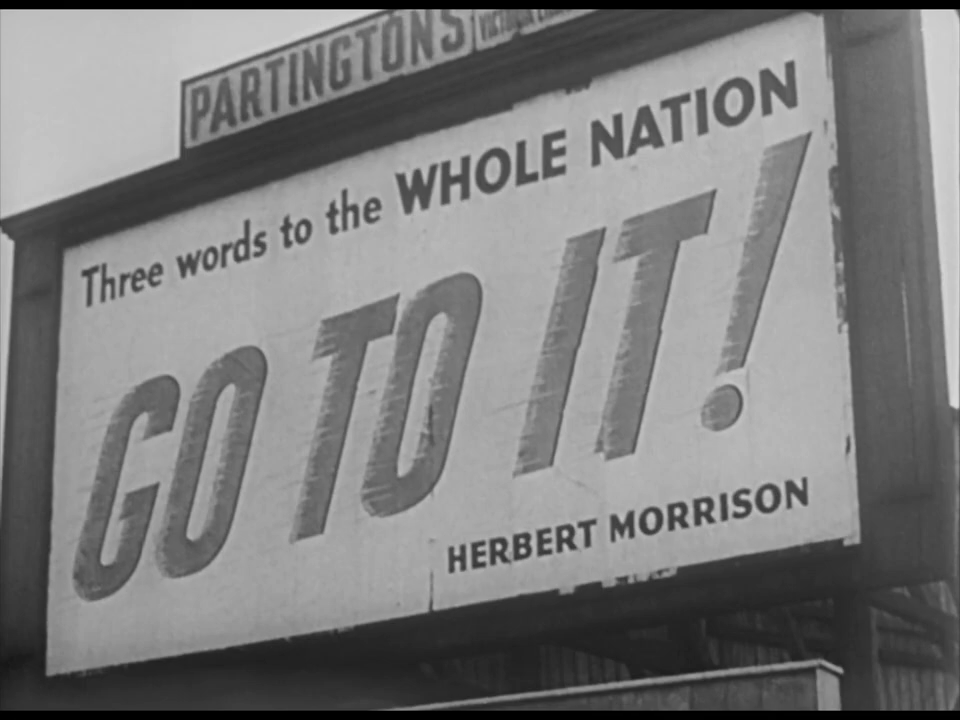 PARTINGTONS
Three words to the WHOLE NATION
GO TO IT!
HERBERT MORRISON